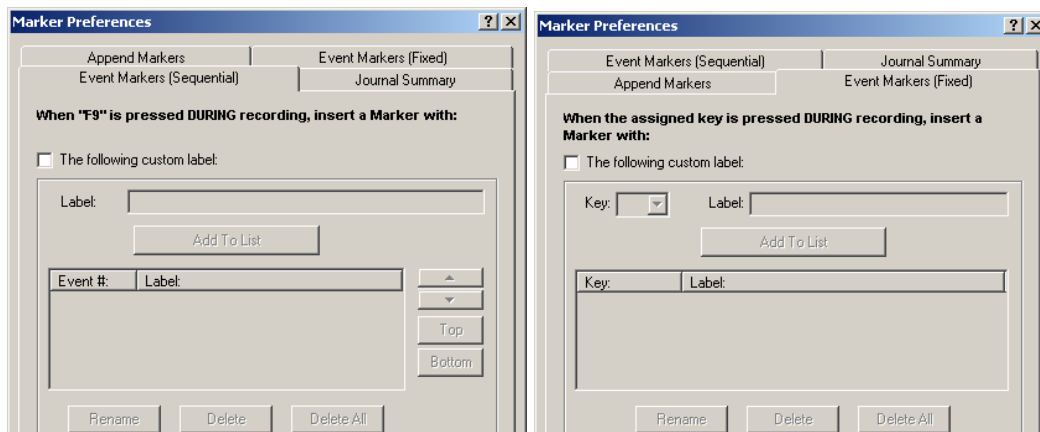 Marker Preferences
Append Markers
Event Markers (Fixed)
Event Markers (Sequential)
Journal Summary
When "F9" is pressed DURING recording, insert a Marker with:
The following custom label:
Label:
Add To List
Event #:
Label:
Top
Bottom
Rename
Delete
Delete All
Marker Preferences
Event Markers (Sequential)
Journal Summary
Append Markers
Event Markers (Fixed)
When the assigned key is pressed DURING recording, insert a
Marker with:
The following custom label:
Key:
Label:
Add To List
Key:
Label:
Rename
Delete
Delete All